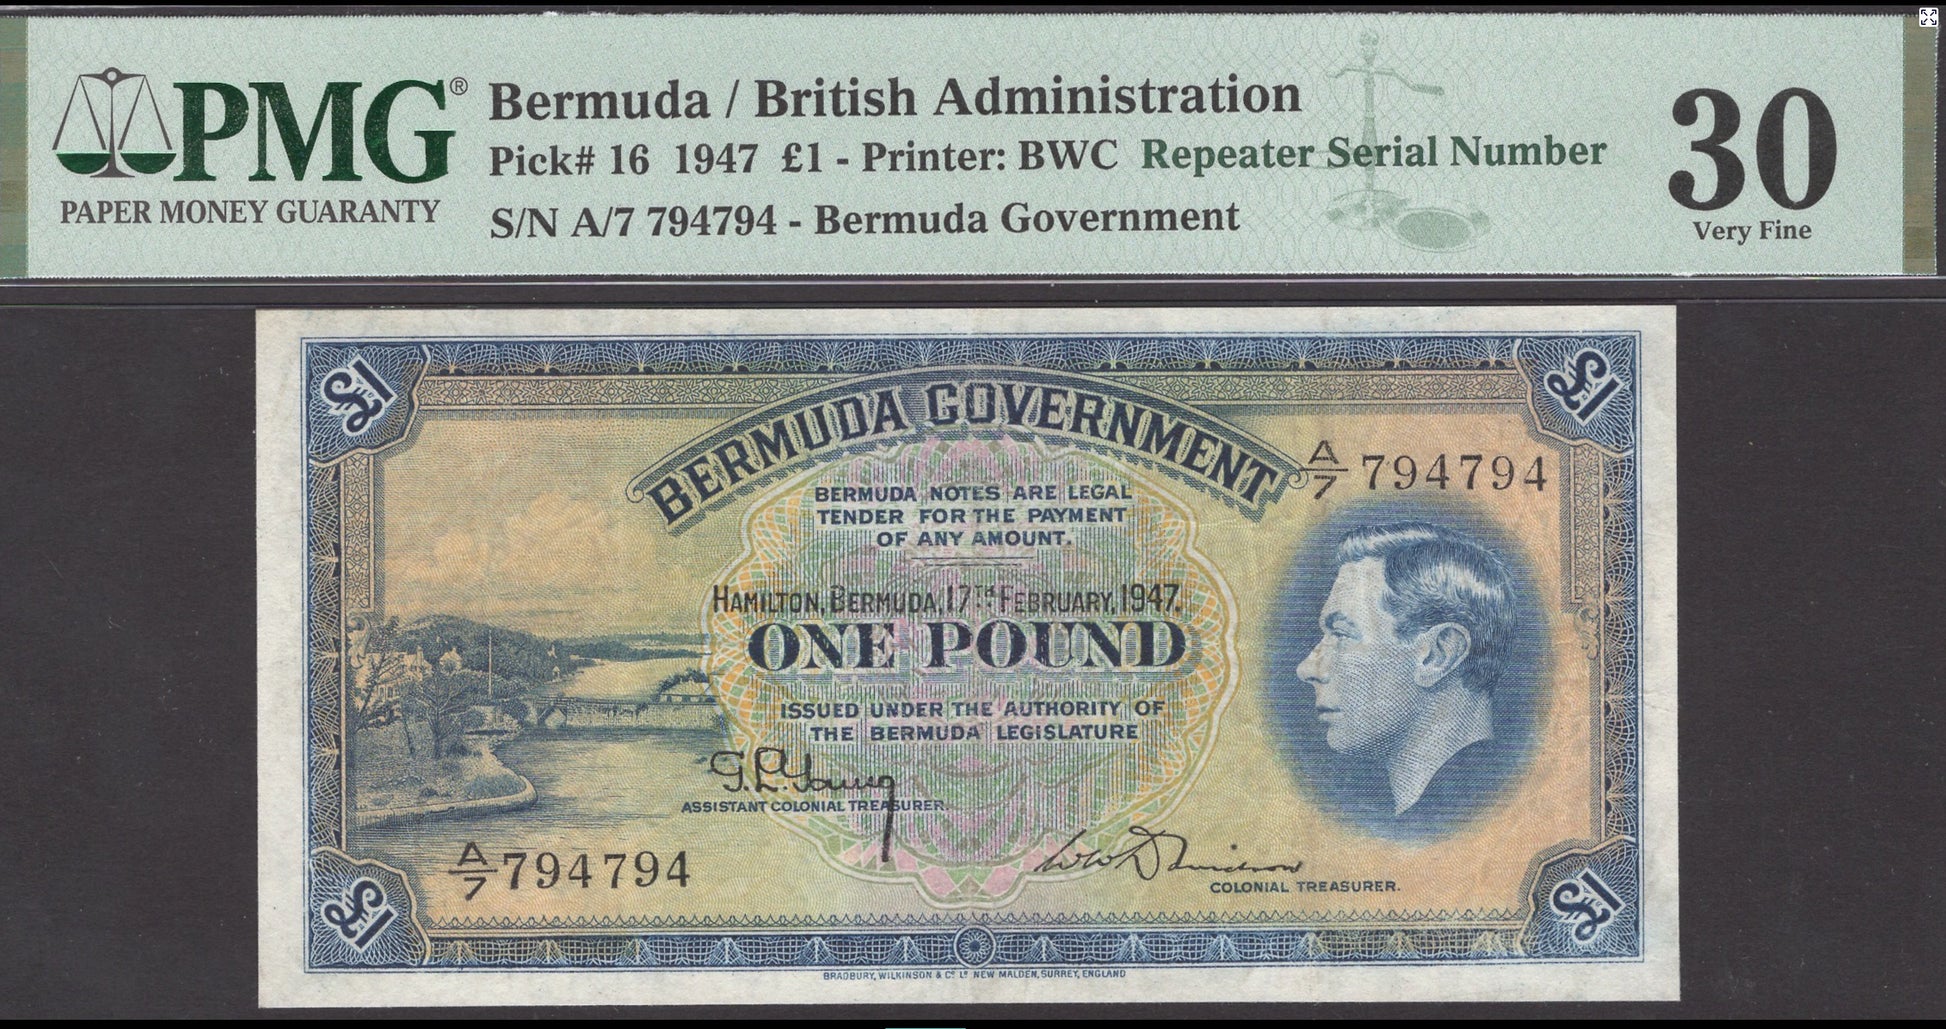 PMG®
PAPER MONEY GUARANTY
Bermuda / British Administration
Pick# 16 1947 £1 - Printer: BWC Repeater Serial Number
S/N A/7 794794 - Bermuda Government
30
Very Fine
£1
£1
BERMUDA GOVERNMENT
A/7 794794
BERMUDA NOTES ARE LEGAL
TENDER FOR THE PAYMENT
OF ANY AMOUNT.
HAMILTON, BERMUDA, 17TH FEBRUARY, 1947.
ONE POUND
ISSUED UNDER THE AUTHORITY OF
THE BERMUDA LEGISLATURE
G. L. Young
ASSISTANT COLONIAL TREASURER.
A/7 794794
COLONIAL TREASURER.
£1
£1
BRADBURY, WILKINSON & Co. Ld. NEW MALDEN, SURREY, ENGLAND